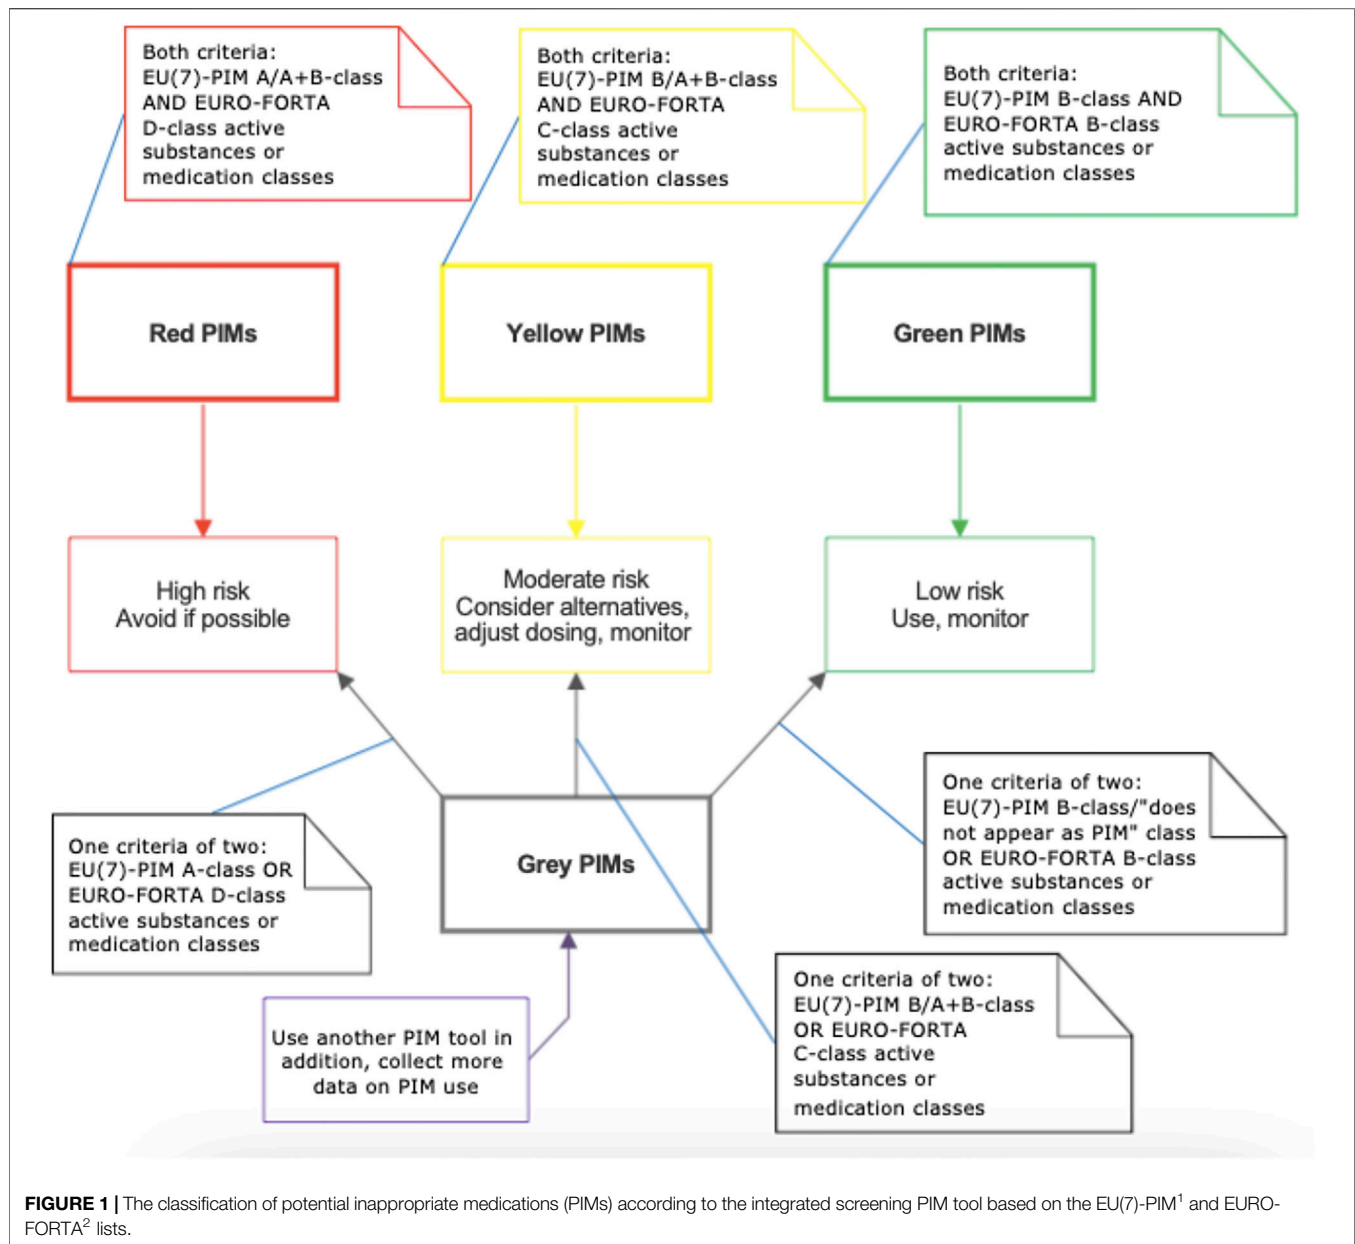 Both criteria:
EU(7)-PIM A/A+B-class
AND EURO-FORTA
D-class active
substances or
medication classes
Both criteria:
EU(7)-PIM B/A+B-class
AND EURO-FORTA
C-class active
substances or
medication classes
Both criteria:
EU(7)-PIM B-class AND
EURO-FORTA B-class
active substances or
medication classes
Red PIMs
Yellow PIMs
Green PIMs
High risk
Avoid if possible
Moderate risk
Consider alternatives,
adjust dosing, monitor
Low risk
Use, monitor
One criteria of two:
EU(7)-PIM A-class OR
EURO-FORTA D-class
active substances or
medication classes
Grey PIMs
One criteria of two:
EU(7)-PIM B-class/"does
not appear as PIM" class
OR EURO-FORTA B-class
active substances or
medication classes
Use another PIM tool in
addition, collect more
data on PIM use
One criteria of two:
EU(7)-PIM B/A+B-class
OR EURO-FORTA
C-class active
substances or
medication classes
FIGURE 1 | The classification of potential inappropriate medications (PIMs) according to the integrated screening PIM tool based on the EU(7)-PIM¹ and EURO-
FORTA² lists.